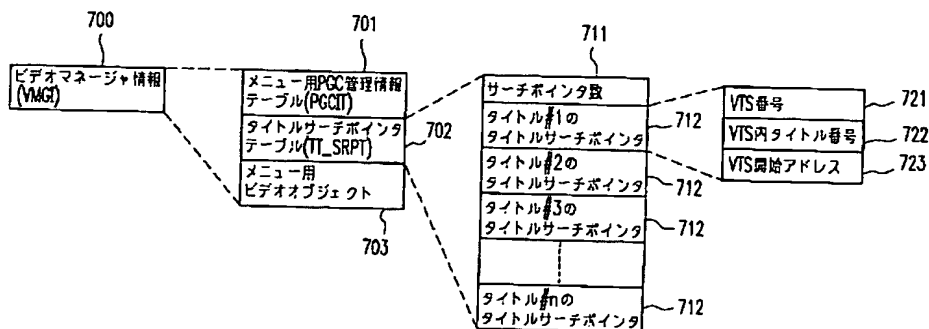 700
ビデオマネージャ情報
(VMGI)
701
メニュー用PGC管理情報
テーブル(PGCIT)
タイトルサーチポインタ
テーブル(TT_SRPT)
702
メニュー用
ビデオオブジェクト
703
711
サーチポインタ数
タイトル#1の
タイトルサーチポインタ
712
タイトル#2の
タイトルサーチポインタ
712
タイトル#3の
タイトルサーチポインタ
712
タイトル#nの
タイトルサーチポインタ
712
VTS番号
721
VTS内タイトル番号
722
VTS開始アドレス
723